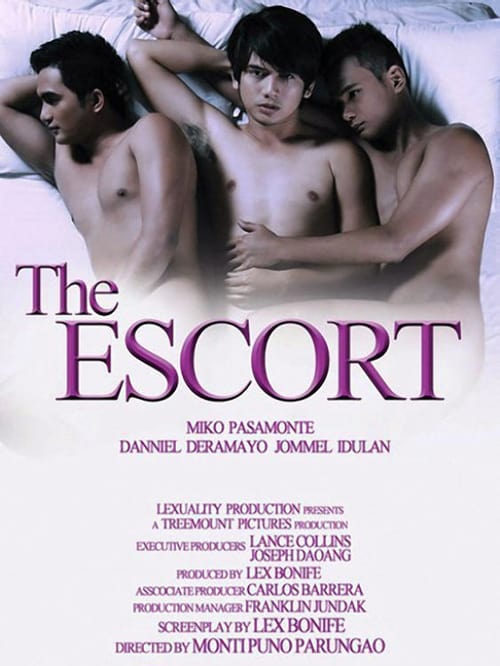 The
ESCORT
MIKO PASAMONTE
DANNIEL DERAMAYO JOMMEL IDULAN
LEXUALITY PRODUCTION PRESENTS
A TREEMOUNT PICTURES PRODUCTION
EXECUTIVE PRODUCERS LANCE COLLINS
JOSEPH DAOANG
PRODUCED BY LEX BONIFE
ASSCOCIATE PRODUCER CARLOS BARRERA
PRODUCTION MANAGER FRANKLIN JUNDAK
SCREENPLAY BY LEX BONIFE
DIRECTED BY MONTI PUNO PARUNGAO